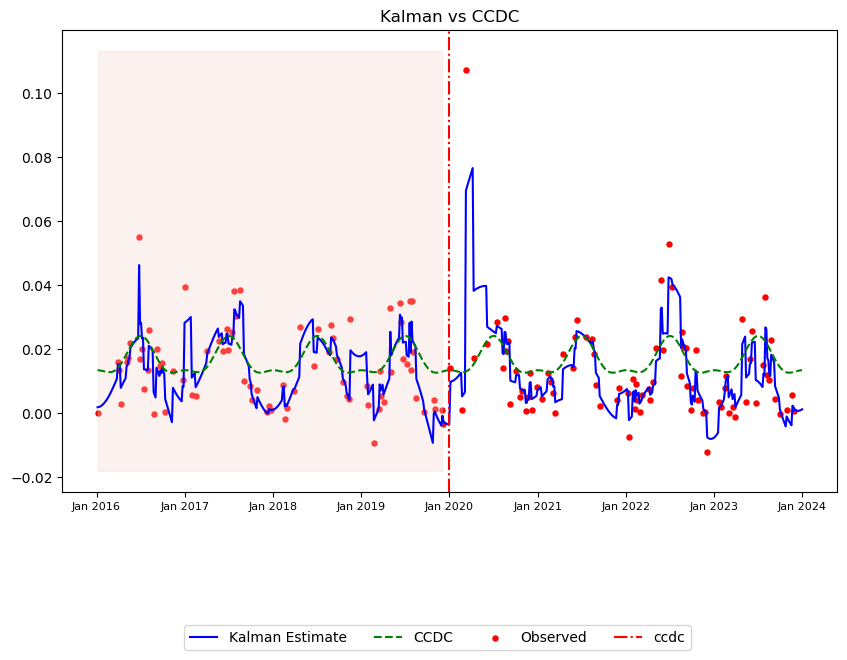 Kalman vs CCDC
0.10
0.08
0.06
0.04
0.02
0.00
−0.02
Jan 2016 Jan 2017 Jan 2018 Jan 2019 Jan 2020 Jan 2021 Jan 2022 Jan 2023 Jan 2024
Kalman Estimate CCDC Observed ccdc